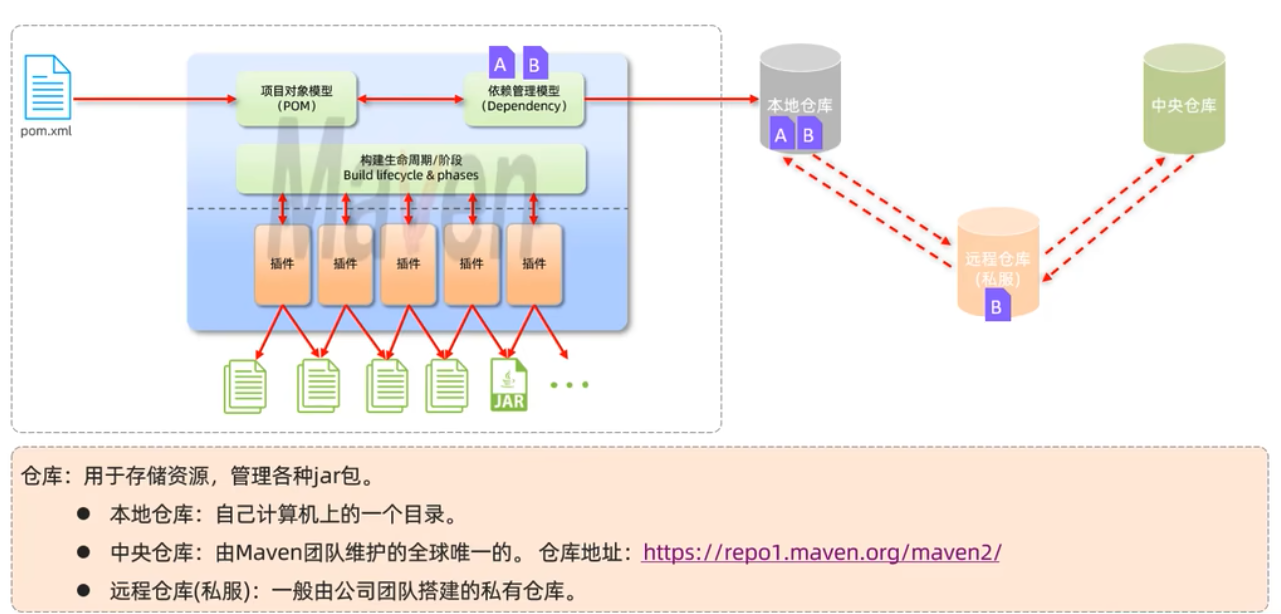 pom.xml
项目对象模型
（POM）
A B
依赖管理模型
（Dependency）
构建生命周期/阶段
Build lifecycle & phases
Maven
插件 插件 插件 插件 插件
JAR
本地仓库
A B
中央仓库
远程仓库
(私服)
B
仓库：用于存储资源，管理各种jar包。
● 本地仓库：自己计算机上的一个目录。
● 中央仓库：由Maven团队维护的全球唯一的。 仓库地址：https://repo1.maven.org/maven2/
● 远程仓库(私服)：一般由公司团队搭建的私有仓库。